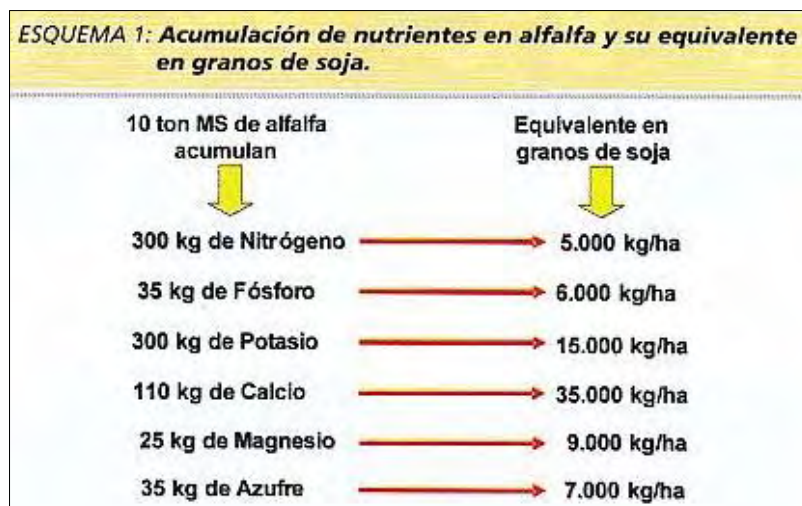 ESQUEMA 1: Acumulación de nutrientes en alfalfa y su equivalente
en granos de soja.
10 ton MS de alfalfa
acumulan
Equivalente en
granos de soja
300 kg de Nitrógeno 5.000 kg/ha
35 kg de Fósforo 6.000 kg/ha
300 kg de Potasio 15.000 kg/ha
110 kg de Calcio 35.000 kg/ha
25 kg de Magnesio 9.000 kg/ha
35 kg de Azufre 7.000 kg/ha